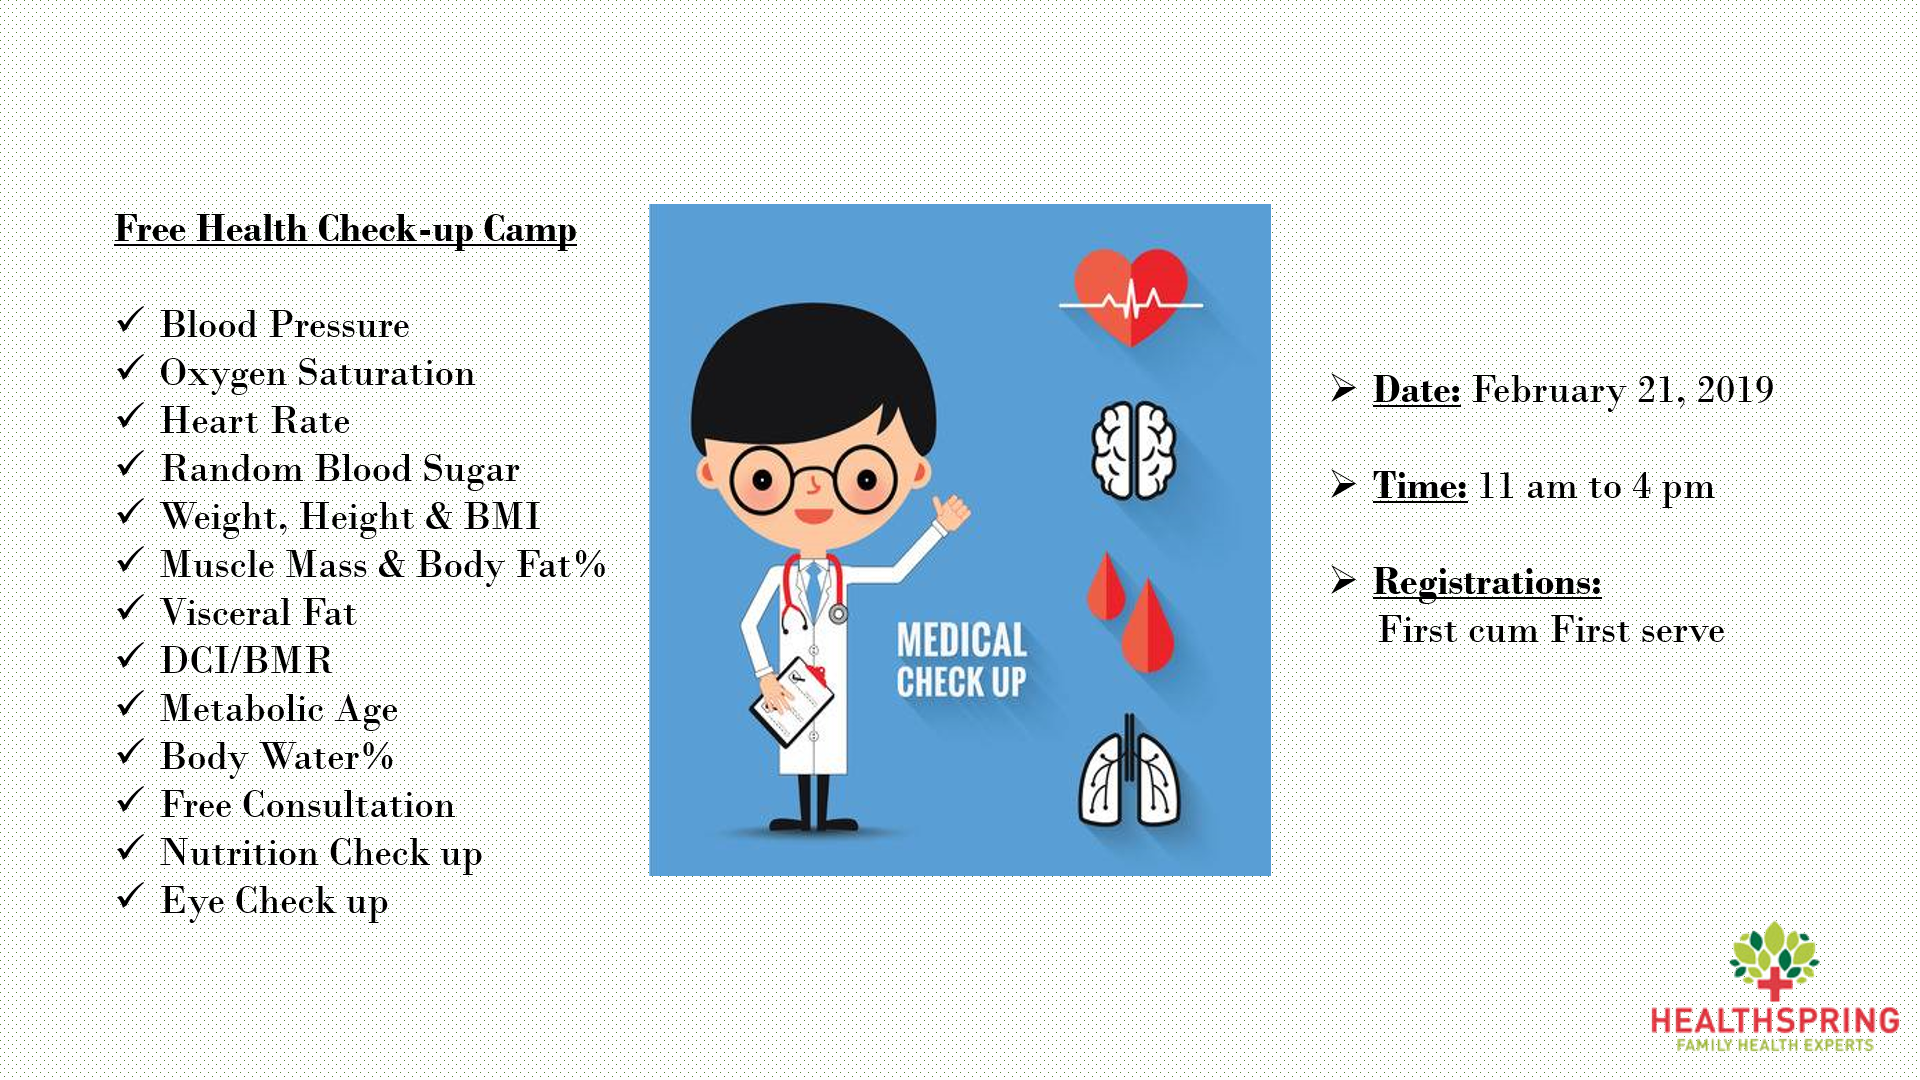 Free Health Check-up Camp
✓ Blood Pressure
✓ Oxygen Saturation
✓ Heart Rate
✓ Random Blood Sugar
✓ Weight, Height & BMI
✓ Muscle Mass & Body Fat%
✓ Visceral Fat
✓ DCI/BMR
✓ Metabolic Age
✓ Body Water%
✓ Free Consultation
✓ Nutrition Check up
✓ Eye Check up
MEDICAL
CHECK UP
➢ Date: February 21, 2019
➢ Time: 11 am to 4 pm
➢ Registrations:
First cum First serve
HEALTHSPRING
FAMILY HEALTH EXPERTS